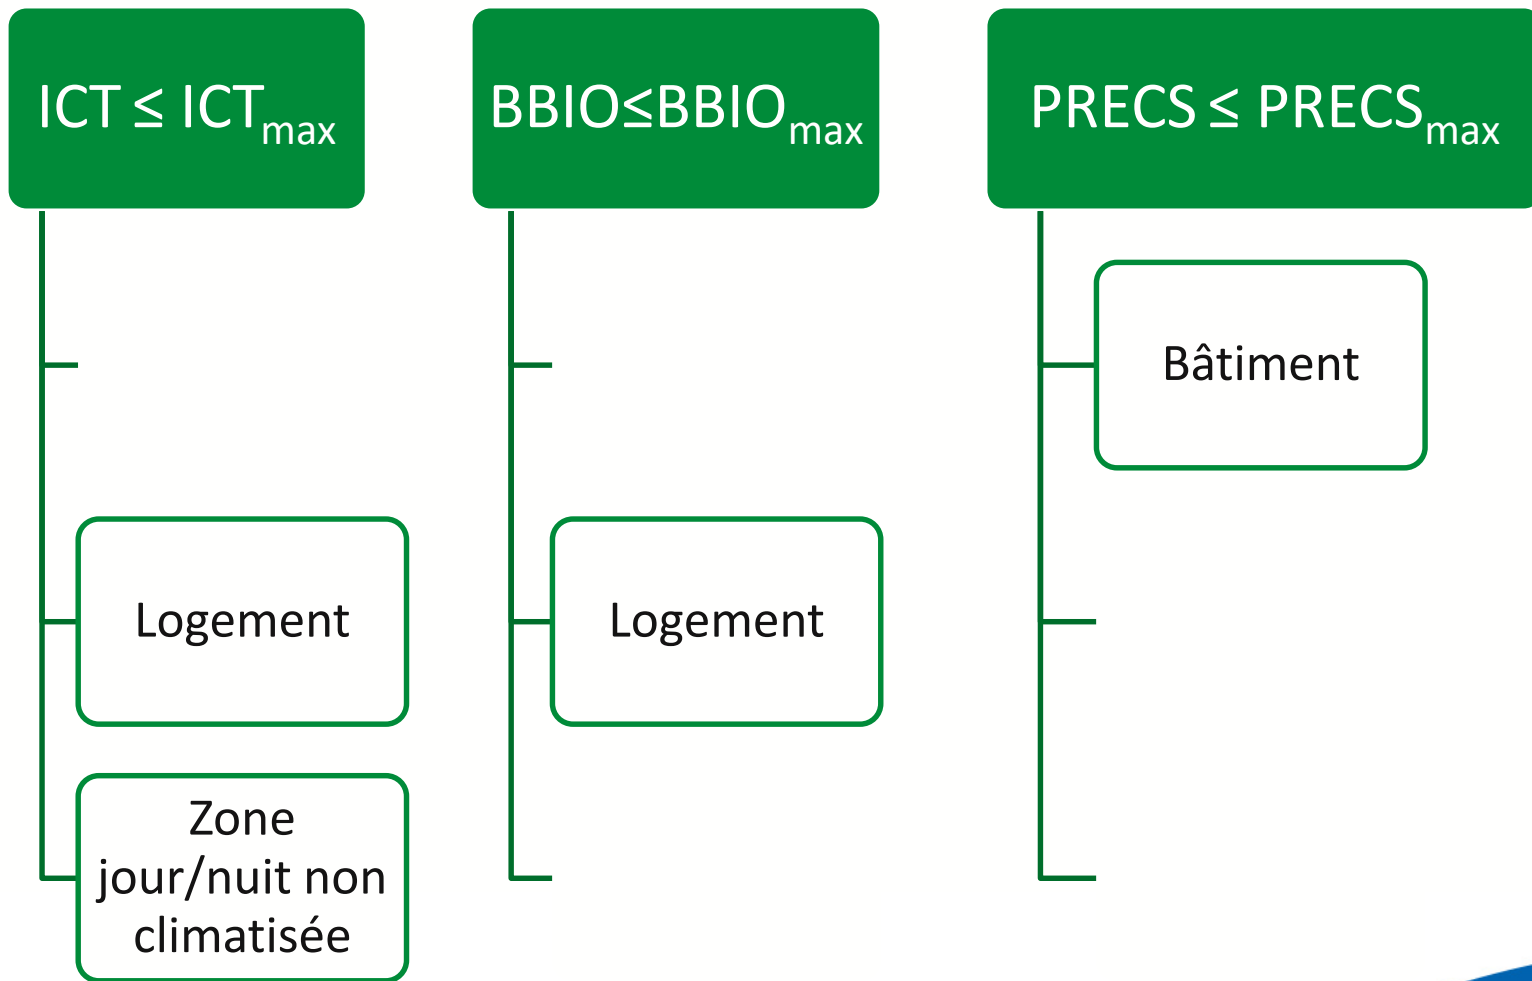 ICT ≤ ICTmax
BBIO≤BBIOmax
PRECS ≤ PRECSmax
Bâtiment
Logement
Logement
Zone
jour/nuit non
climatisée